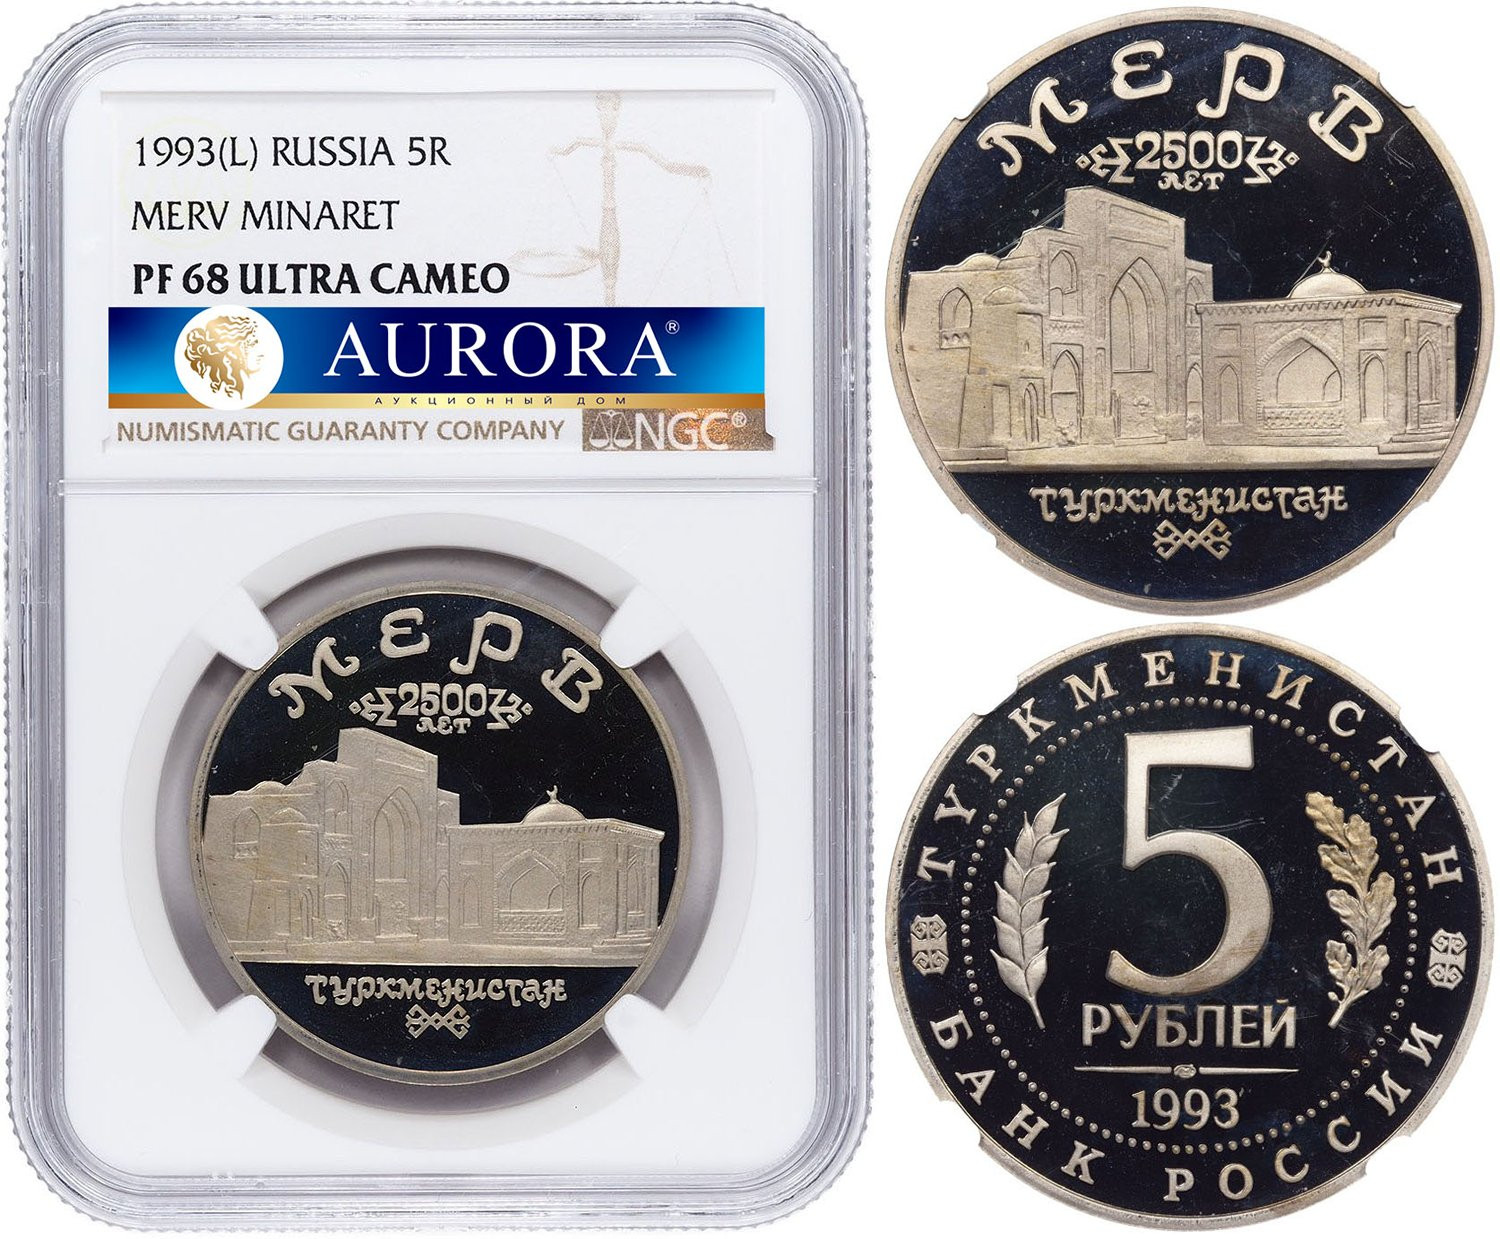 1993(L) RUSSIA 5R
MERV MINARET
PF 68 ULTRA CAMEO
AURORA®
АУКЦИОННЫЙ ДОМ
NUMISMATIC GUARANTY COMPANY NGC®
МЕРВ
2500
ЛЕТ
ТУРКМЕНИСТАН
МЕРВ
2500
ЛЕТ
ТУРКМЕНИСТАН
ТУРКМЕНИСТАН
5
РУБЛЕЙ
1993
БАНК РОССИИ